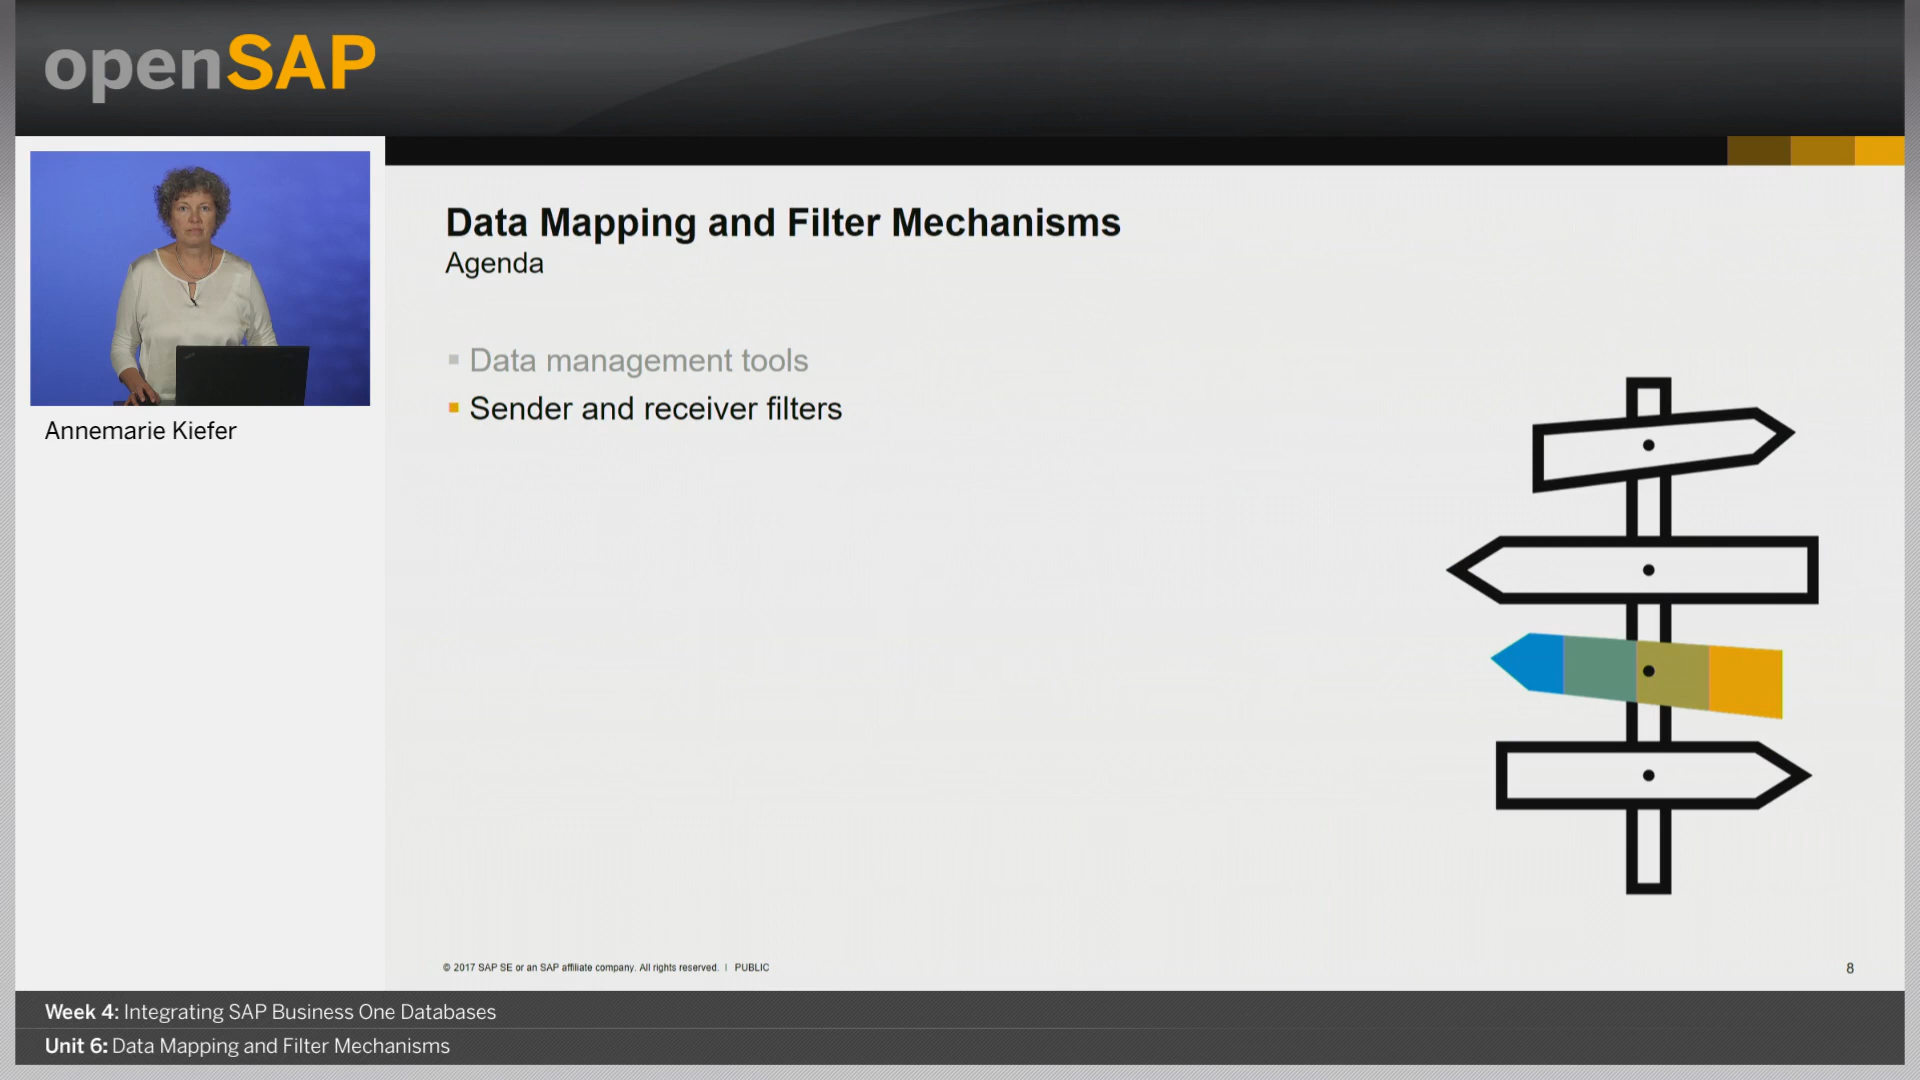 openSAP
Annemarie Kiefer
Data Mapping and Filter Mechanisms
Agenda
Data management tools
Sender and receiver filters
© 2017 SAP SE or an SAP affiliate company. All rights reserved. | PUBLIC
8
Week 4: Integrating SAP Business One Databases
Unit 6: Data Mapping and Filter Mechanisms